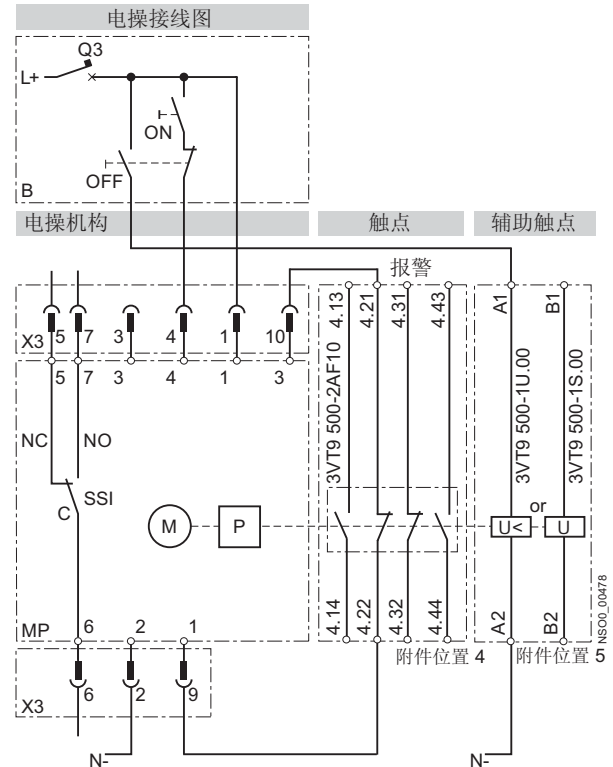 电操接线图
Q3
L+
ON
OFF
B
电操机构 触点 辅助触点
报警
X3 5 7 3 4 1 10
4.13 4.21 4.31 4.43
A1 B1
5 7 3 4 1 3
3VT9 500-2AF10
3VT9 500-1U.00
3VT9 500-1S.00
NC NO
C SSI
M P
U< or U
MP 6 2 1
4.14 4.22 4.32 4.44
A2 B2
NSO0_00478
附件位置 4 附件位置 5
X3 6 2 9
N- N-